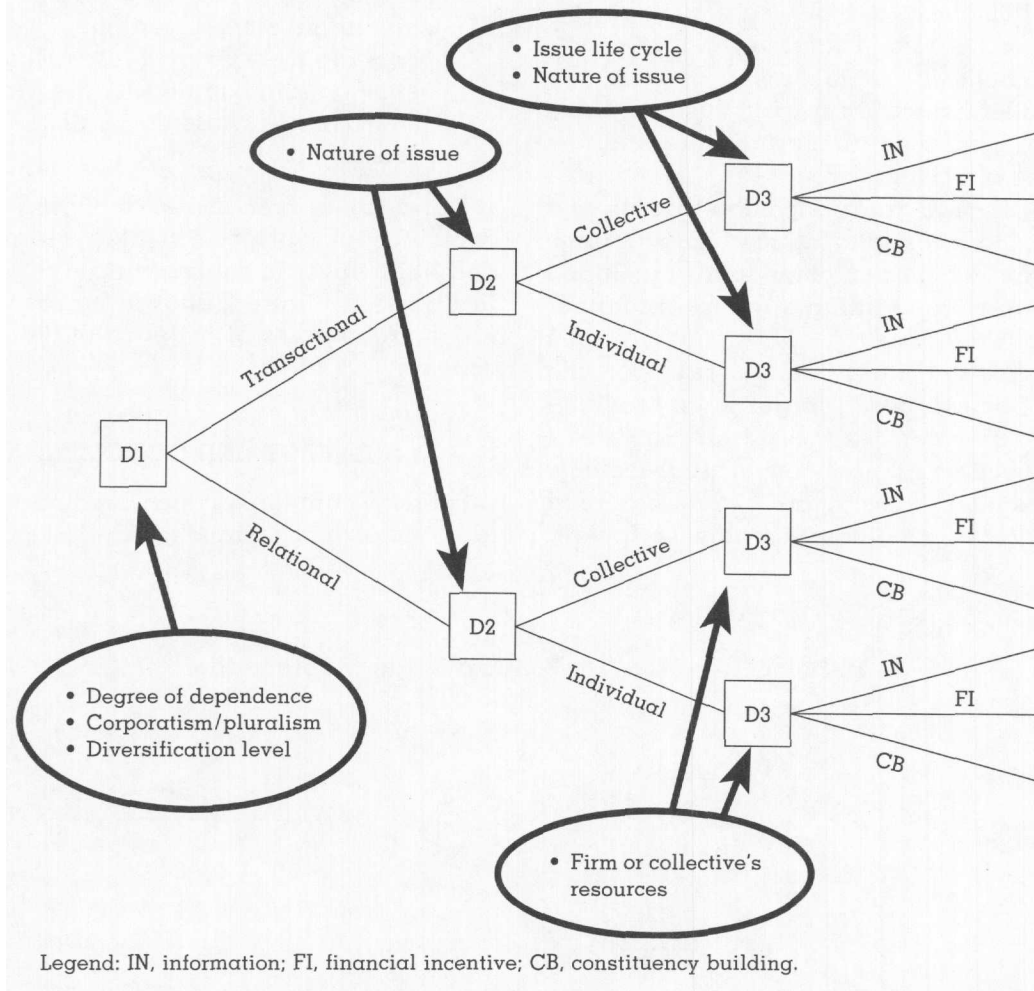 • Issue life cycle
• Nature of issue
• Nature of issue
D3
IN
FI
CB
Collective
D2
Transactional
Individual
D3
IN
FI
CB
D1
Relational
D3
IN
FI
CB
Collective
D2
Individual
D3
IN
FI
CB
• Degree of dependence
• Corporatism/pluralism
• Diversification level
• Firm or collective's
resources
Legend: IN, information; FI, financial incentive; CB, constituency building.